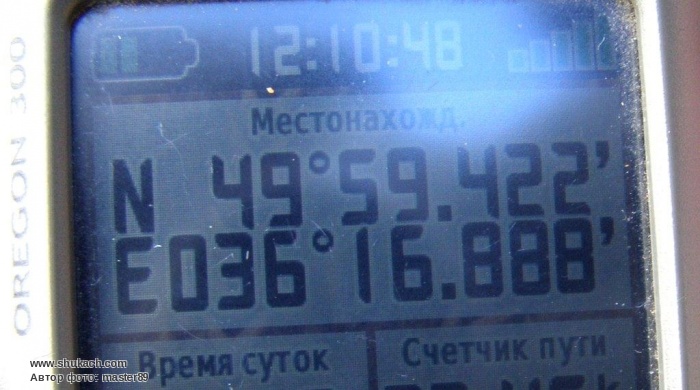 OREGON 300
12:10:48
Местонахожд.
N 49°59.422'
E036°16.888'
Время суток
Счетчик пути
www.shukach.com
Автор фото: master89